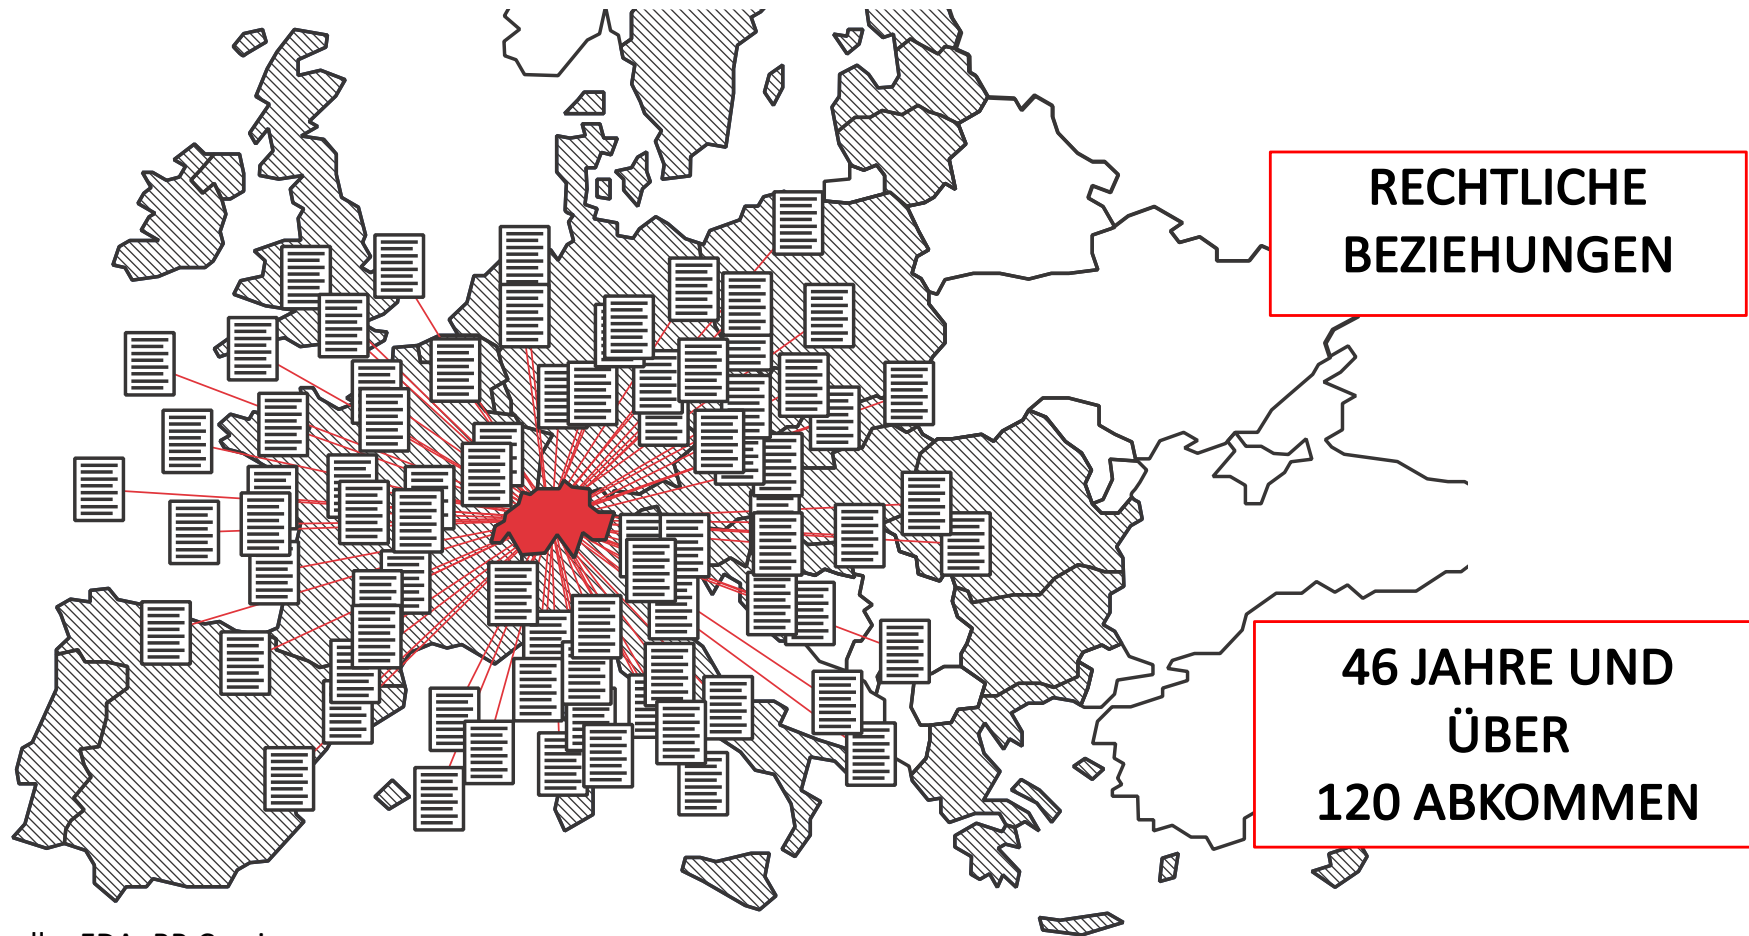 RECHTLICHE
BEZIEHUNGEN
46 JAHRE UND
ÜBER
120 ABKOMMEN